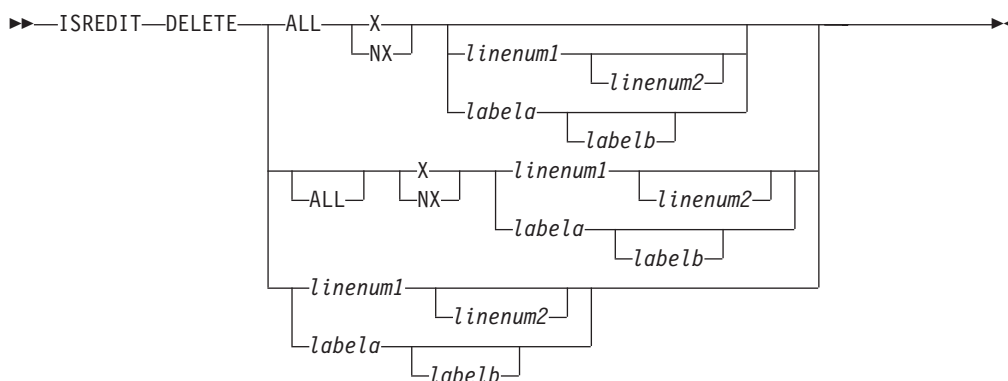 ISREDIT DELETE ALL X
NX
linenum1
linenum2
labela
labelb
ALL X linenum1
NX linenum2
labela
labelb
linenum1
linenum2
labela
labelb